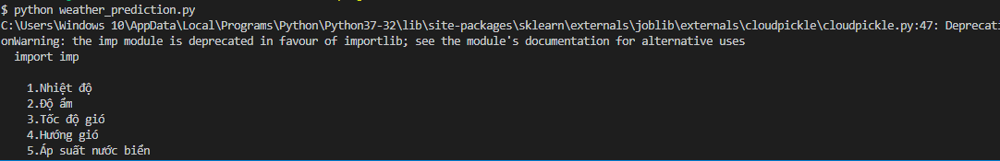 $ python weather_prediction.py
C:\Users\Windows 10\AppData\Local\Programs\Python\Python37-32\lib\site-packages\sklearn\externals\joblib\externals\cloudpickle\cloudpickle.py:47: Deprecati
onWarning: the imp module is deprecated in favour of importlib; see the module's documentation for alternative uses
import imp
1.Nhiệt độ
2.Độ ẩm
3.Tốc độ gió
4.Hướng gió
5.Áp suất nước biển